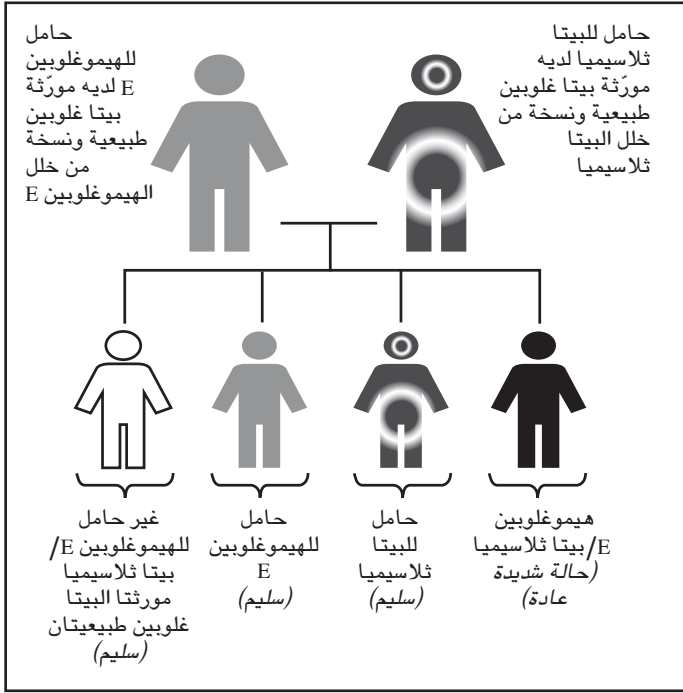 حامل للبيتا
ثلاسيميا لديه
مورّثة بيتا غلوبين
طبيعية ونسخة من
خلل البيتا
ثلاسيميا
حامل
للهيموغلوبين
E لديه مورّثة
بيتا غلوبين
طبيعية ونسخة
من خلل
الهيموغلوبين E
هيموغلوبين
E/بيتا ثلاسيميا
(حالة شديدة
عادة)
حامل
للبيتا
ثلاسيميا
(سليم)
حامل
للهيموغلوبين
E
(سليم)
غير حامل
للهيموغلوبين E/
بيتا ثلاسيميا
مورثتا البيتا
غلوبين طبيعيتان
(سليم)